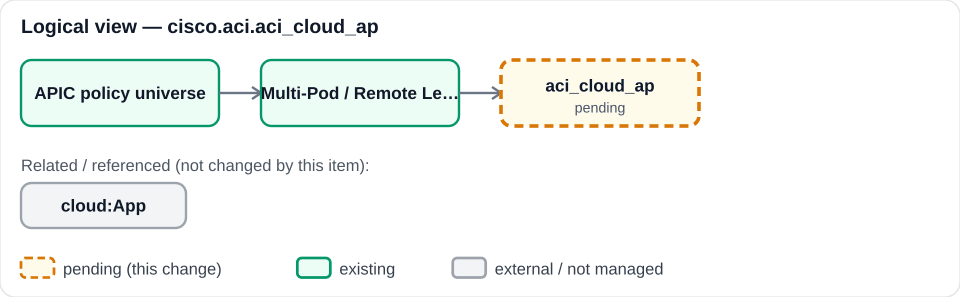 Logical view — cisco.aci.aci_cloud_ap
APIC policy universe
Multi-Pod / Remote Le...
aci_cloud_ap
pending
Related / referenced (not changed by this item):
cloud:App
pending (this change)
existing
external / not managed